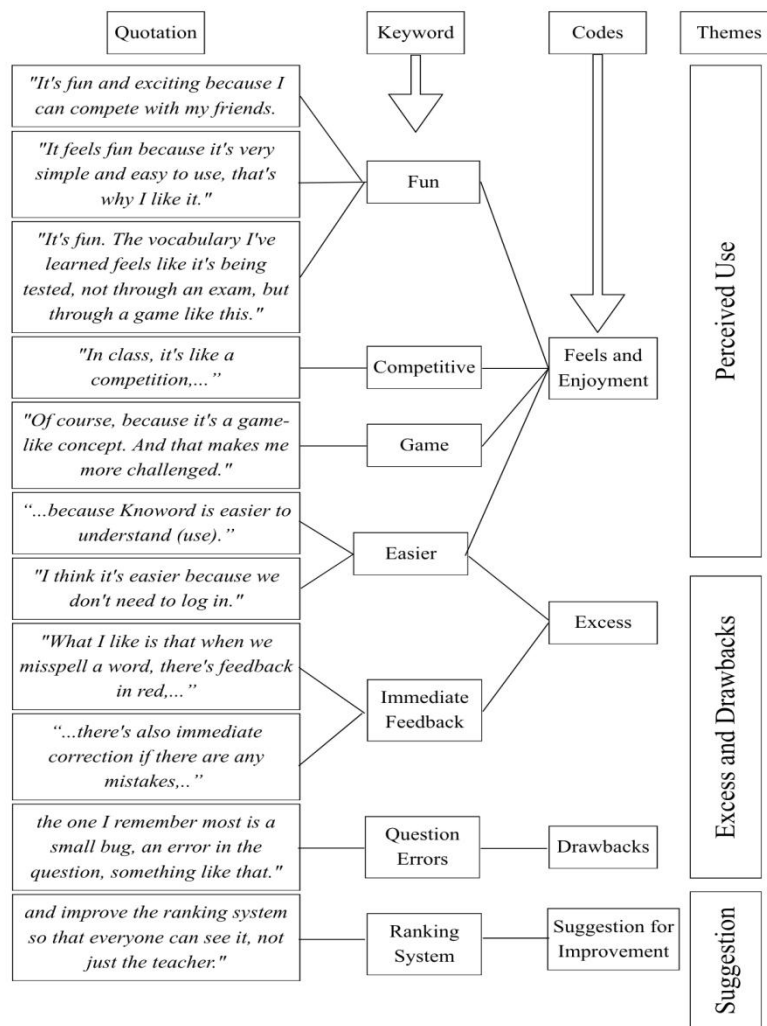 Quotation
Keyword
Codes
Themes
"It's fun and exciting because I
can compete with my friends.
"It feels fun because it's very
simple and easy to use, that's
why I like it."
"It's fun. The vocabulary I've
learned feels like it's being
tested, not through an exam, but
through a game like this."
"In class, it's like a
competition,...”
"Of course, because it's a game-
like concept. And that makes me
more challenged."
“...because Knoword is easier to
understand (use).”
"I think it's easier because we
don't need to log in."
"What I like is that when we
misspell a word, there's feedback
in red,...”
“...there's also immediate
correction if there are any
mistakes,..”
the one I remember most is a
small bug, an error in the
question, something like that."
and improve the ranking system
so that everyone can see it, not
just the teacher."
Fun
Competitive
Game
Easier
Immediate
Feedback
Question
Errors
Ranking
System
Feels and
Enjoyment
Excess
Drawbacks
Suggestion for
Improvement
Perceived Use
Excess and Drawbacks
Suggestion